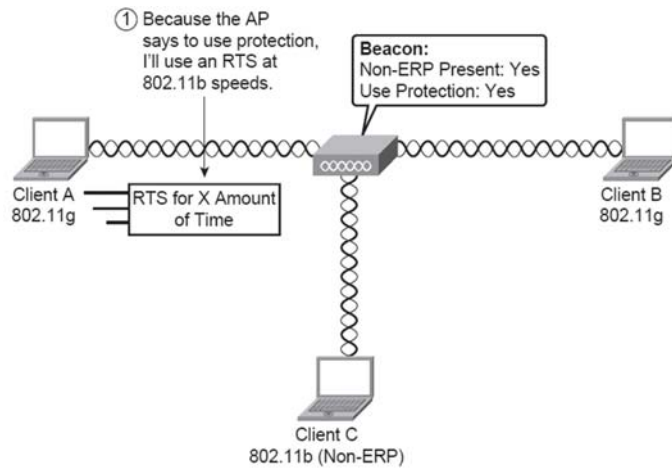 ① Because the AP
says to use protection,
I'll use an RTS at
802.11b speeds.
Beacon:
Non-ERP Present: Yes
Use Protection: Yes
Client A
802.11g
RTS for X Amount
of Time
Client B
802.11g
Client C
802.11b (Non-ERP)